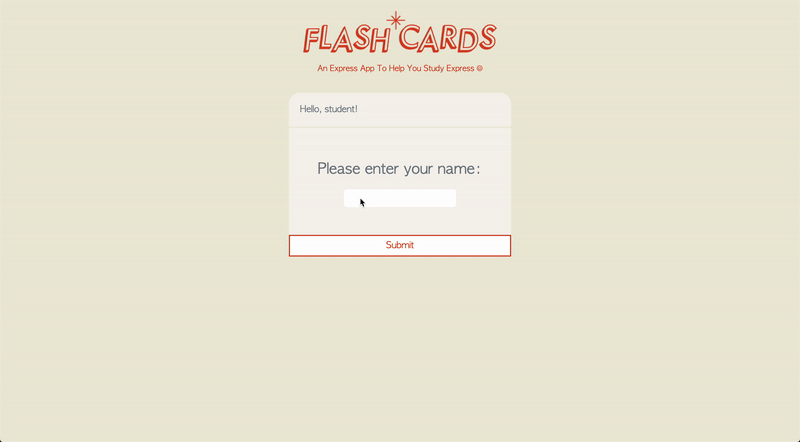 FLASH CARDS
An Express App To Help You Study Express ☺
Hello, student!
Please enter your name:
Submit